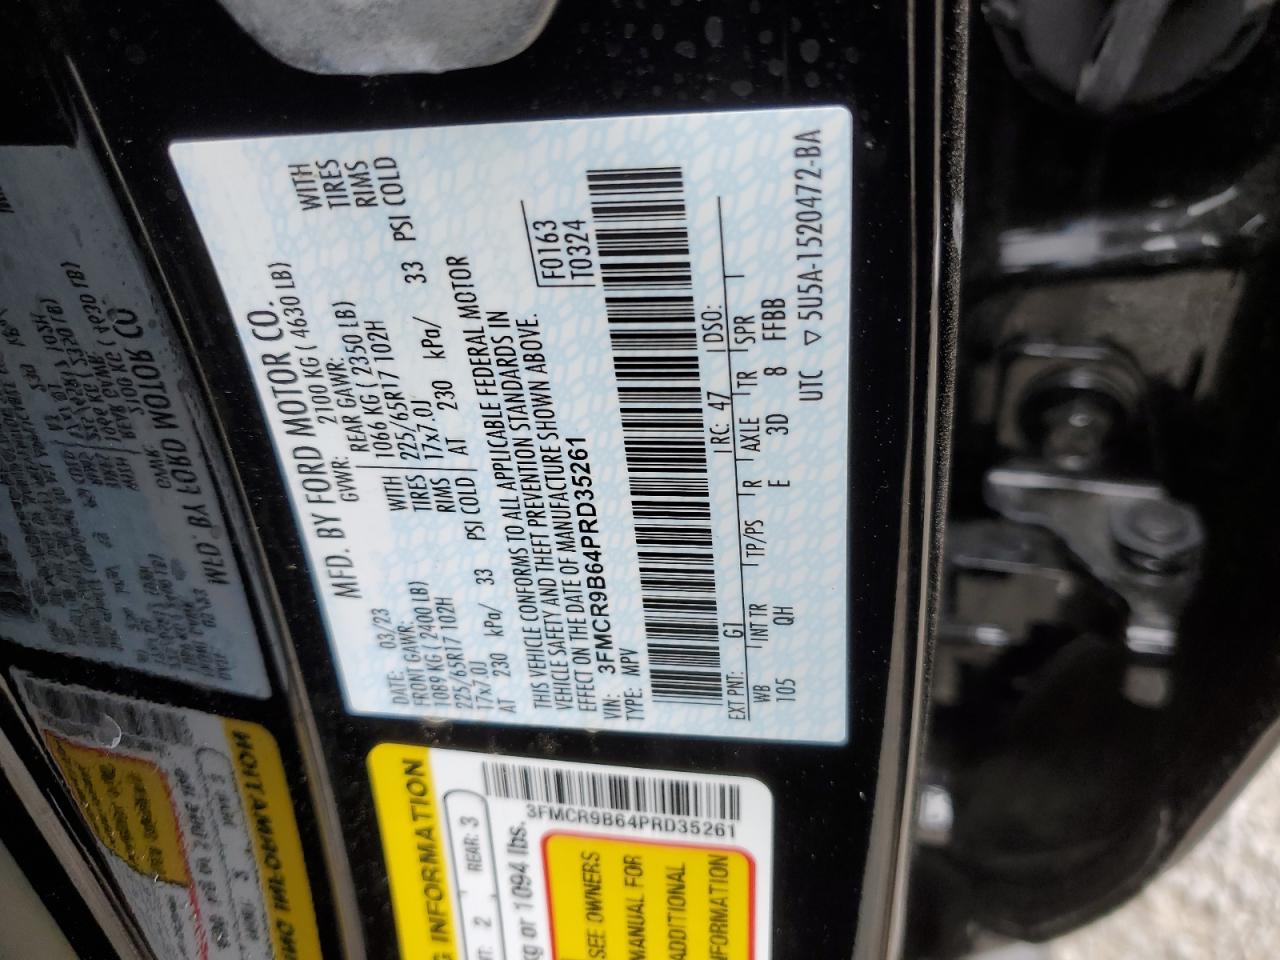 MFD. BY FORD MOTOR CO.
DATE: 03/23 GVWR: 2100 KG ( 4630 LB)
FRONT GAWR: REAR GAWR:
1089 KG ( 2400 LB) WITH 1066 KG ( 2350 LB) WITH
225/65R17 102H TIRES 225/65R17 102H TIRES
17x7.0J RIMS 17x7.0J RIMS
AT 230 kPa/ 33 PSI COLD AT 230 kPa/ 33 PSI COLD
THIS VEHICLE CONFORMS TO ALL APPLICABLE FEDERAL MOTOR
VEHICLE SAFETY AND THEFT PREVENTION STANDARDS IN
EFFECT ON THE DATE OF MANUFACTURE SHOWN ABOVE.
VIN: 3FMCR9B64PRD35261
TYPE: MPV
F0163
T0324
EXT PNT: G1 RC: 47 DSO:
WB INT TR TP/PS R AXLE TR SPR
105 QH E 3D 8 FFBB
UTC ▽ 5U5A-1520472-BA
INFORMATION
2 REAR: 3
kg or 1094 lbs.
3FMCR9B64PRD35261
SEE OWNERS
MANUAL FOR
ADDITIONAL
INFORMATION